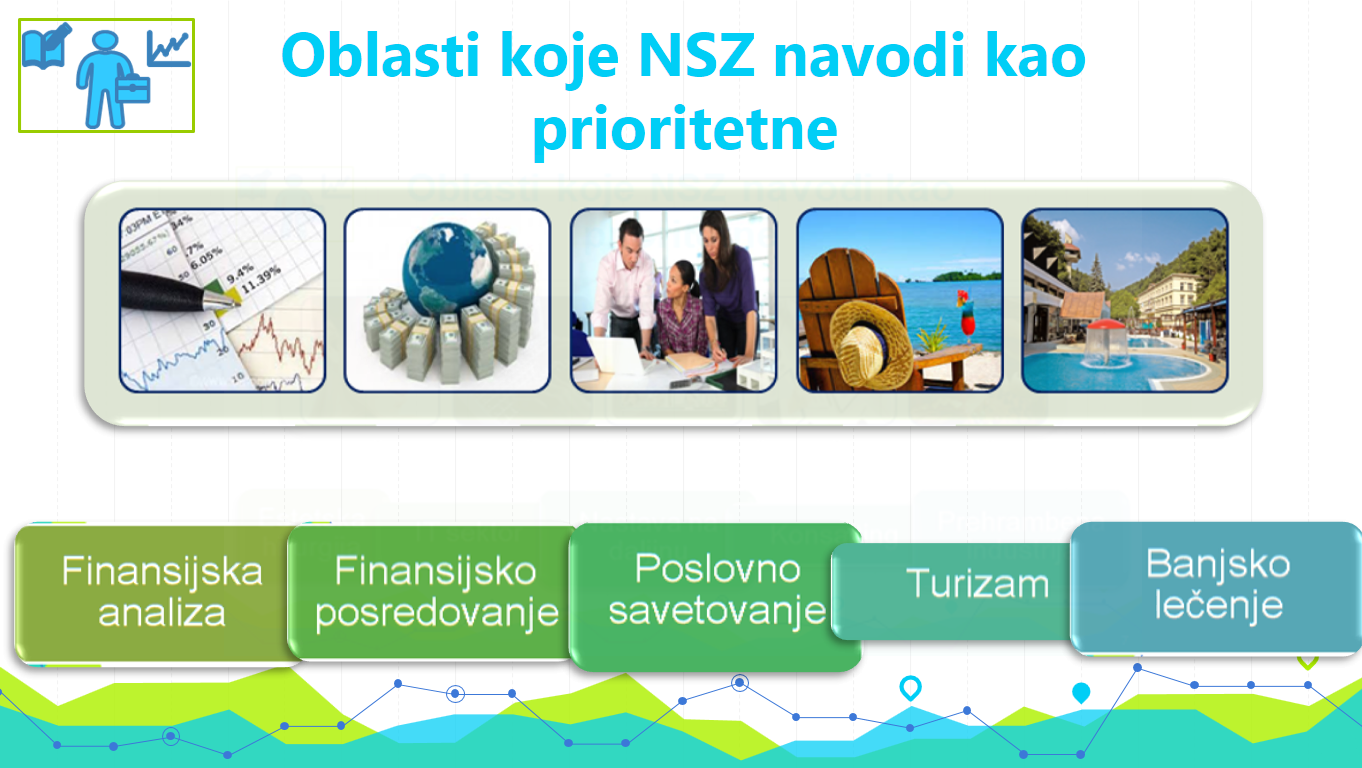 Oblasti koje NSZ navodi kao
prioritetne
34%
.7%
6.05%
9.4%
11.39%
Finansijska
analiza
Finansijsko
posredovanje
Poslovno
savetovanje
Turizam
Banjsko
lečenje